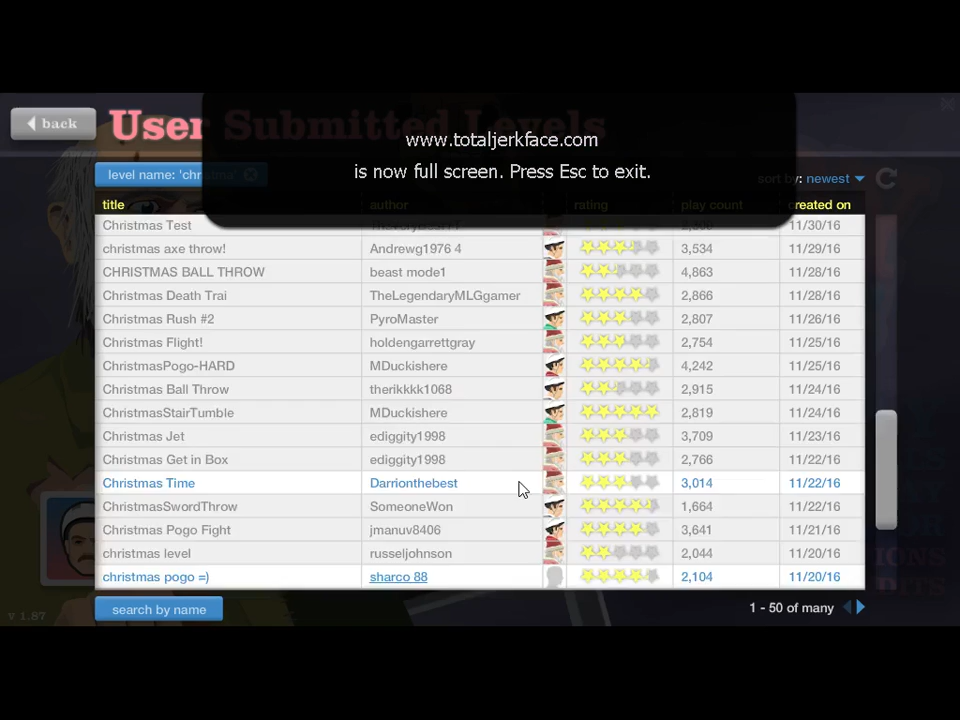 back
User Submitted Levels
www.totaljerkface.com
is now full screen. Press Esc to exit.
level name: 'christma'
sort by: newest
title author rating play count created on
Christmas Test 11/30/16
christmas axe throw! Andrewg1976 4 3,534 11/29/16
CHRISTMAS BALL THROW beast mode1 4,863 11/28/16
Christmas Death Trai TheLegendaryMLGgamer 2,866 11/28/16
Christmas Rush #2 PyroMaster 2,807 11/26/16
Christmas Flight! holdengarrettgray 2,754 11/25/16
ChristmasPogo-HARD MDuckishere 4,242 11/25/16
Christmas Ball Throw therikkkk1068 2,915 11/24/16
ChristmasStairTumble MDuckishere 2,819 11/24/16
Christmas Jet ediggity1998 3,709 11/23/16
Christmas Get in Box ediggity1998 2,766 11/22/16
Christmas Time Darrionthebest 3,014 11/22/16
ChristmasSwordThrow SomeoneWon 1,664 11/22/16
Christmas Pogo Fight jmanuv8406 3,641 11/21/16
christmas level russeljohnson 2,044 11/20/16
christmas pogo =) sharco 88 2,104 11/20/16
search by name
1 - 50 of many
v 1.87